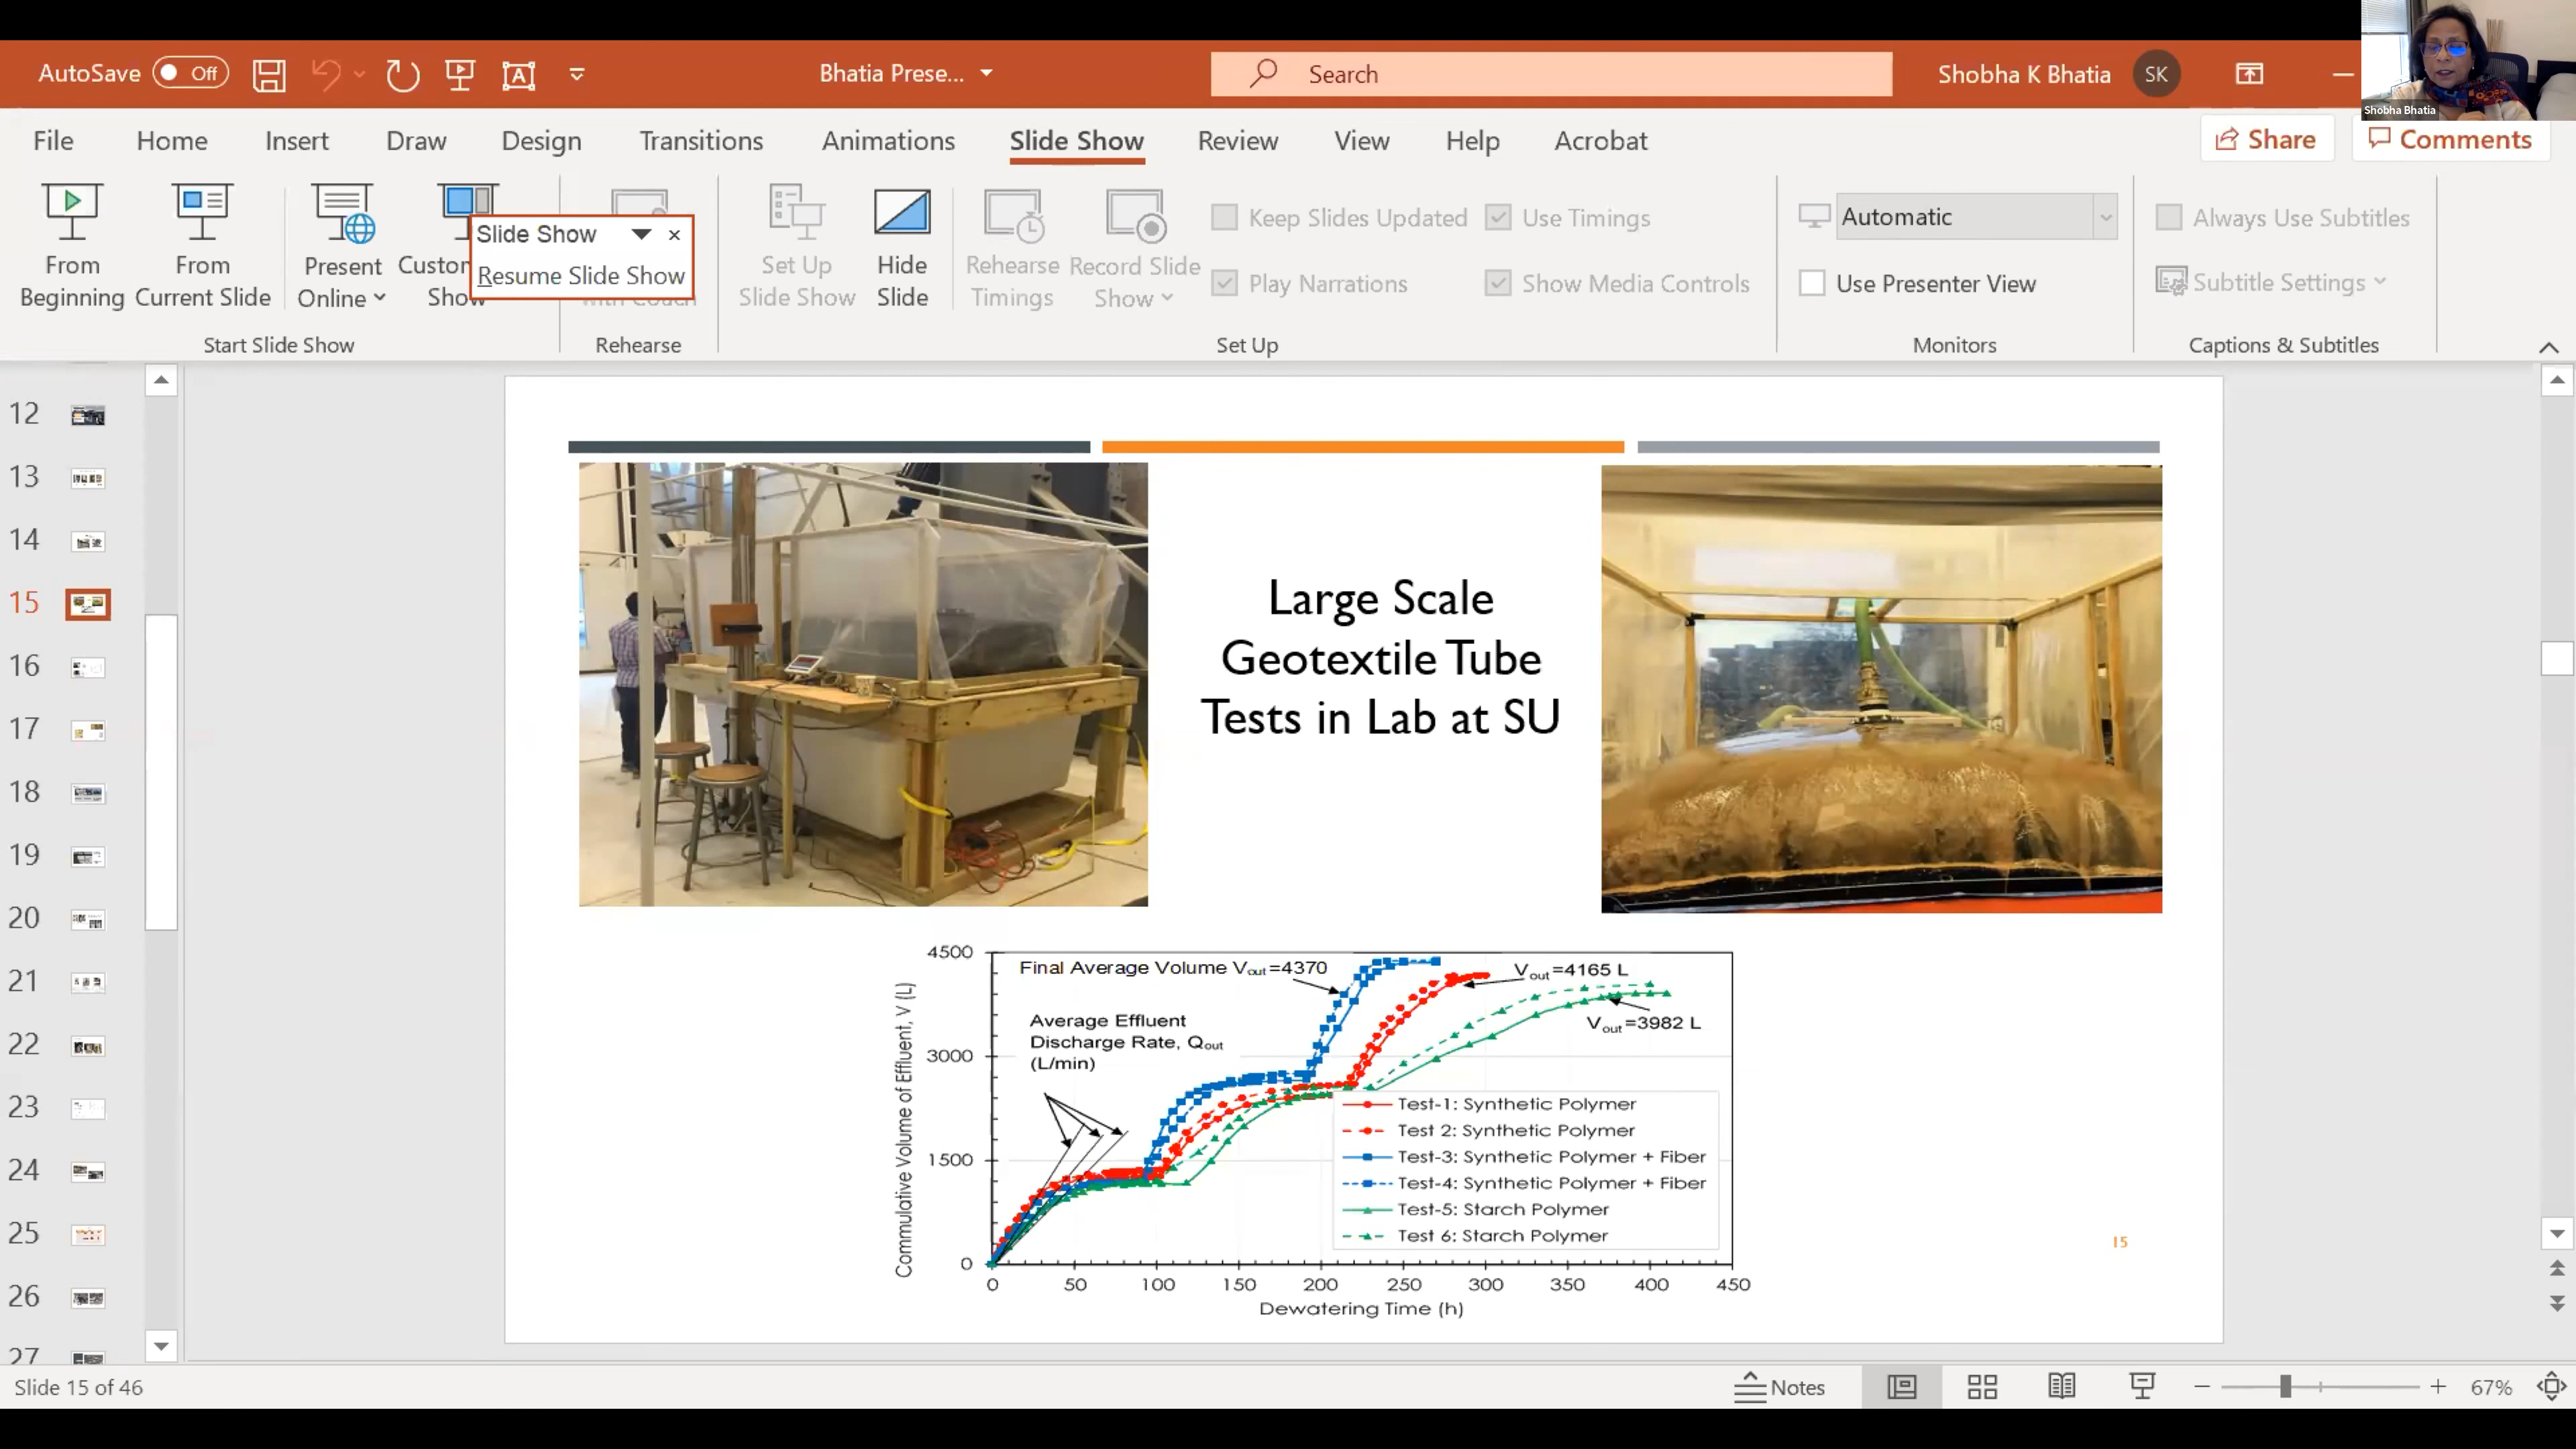 AutoSave Off
Bhatia Prese...
Search
Shobha K Bhatia SK
Shobha Bhatia
File Home Insert Draw Design Transitions Animations Slide Show Review View Help Acrobat
Share Comments
From Beginning
From Current Slide
Present Online
Custom Show
Slide Show
Resume Slide Show
with Coach
Set Up Slide Show
Hide Slide
Rehearse Timings
Record Slide Show
Keep Slides Updated
Play Narrations
Use Timings
Show Media Controls
Automatic
Use Presenter View
Always Use Subtitles
Subtitle Settings
Start Slide Show
Rehearse
Set Up
Monitors
Captions & Subtitles
12
13
14
15
16
17
18
19
20
21
22
23
24
25
26
27
Large Scale
Geotextile Tube
Tests in Lab at SU
4500
3000
1500
0
Commulative Volume of Effluent, V (L)
Final Average Volume Vout=4370
Vout=4165 L
Vout=3982 L
Average Effluent
Discharge Rate, Qout
(L/min)
Test-1: Synthetic Polymer
Test 2: Synthetic Polymer
Test-3: Synthetic Polymer + Fiber
Test-4: Synthetic Polymer + Fiber
Test-5: Starch Polymer
Test 6: Starch Polymer
0 50 100 150 200 250 300 350 400 450
Dewatering Time (h)
15
Slide 15 of 46
Notes
67%